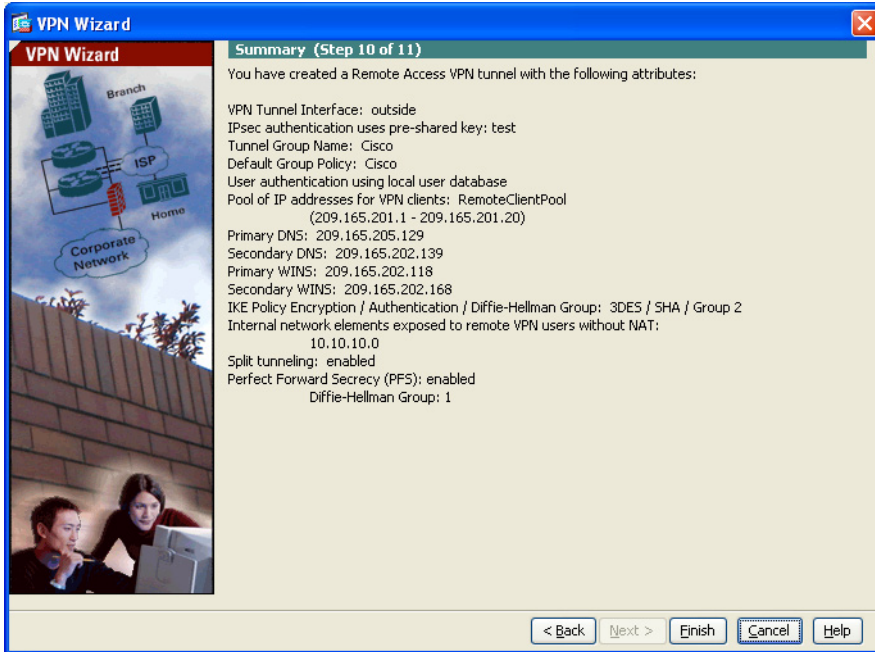 VPN Wizard
VPN Wizard
Branch
ISP
Home
Corporate
Network
Summary (Step 10 of 11)
You have created a Remote Access VPN tunnel with the following attributes:
VPN Tunnel Interface: outside
IPsec authentication uses pre-shared key: test
Tunnel Group Name: Cisco
Default Group Policy: Cisco
User authentication using local user database
Pool of IP addresses for VPN clients: RemoteClientPool
(209.165.201.1 - 209.165.201.20)
Primary DNS: 209.165.205.129
Secondary DNS: 209.165.202.139
Primary WINS: 209.165.202.118
Secondary WINS: 209.165.202.168
IKE Policy Encryption / Authentication / Diffie-Hellman Group: 3DES / SHA / Group 2
Internal network elements exposed to remote VPN users without NAT:
10.10.10.0
Split tunneling: enabled
Perfect Forward Secrecy (PFS): enabled
Diffie-Hellman Group: 1
< Back Next > Finish Cancel Help